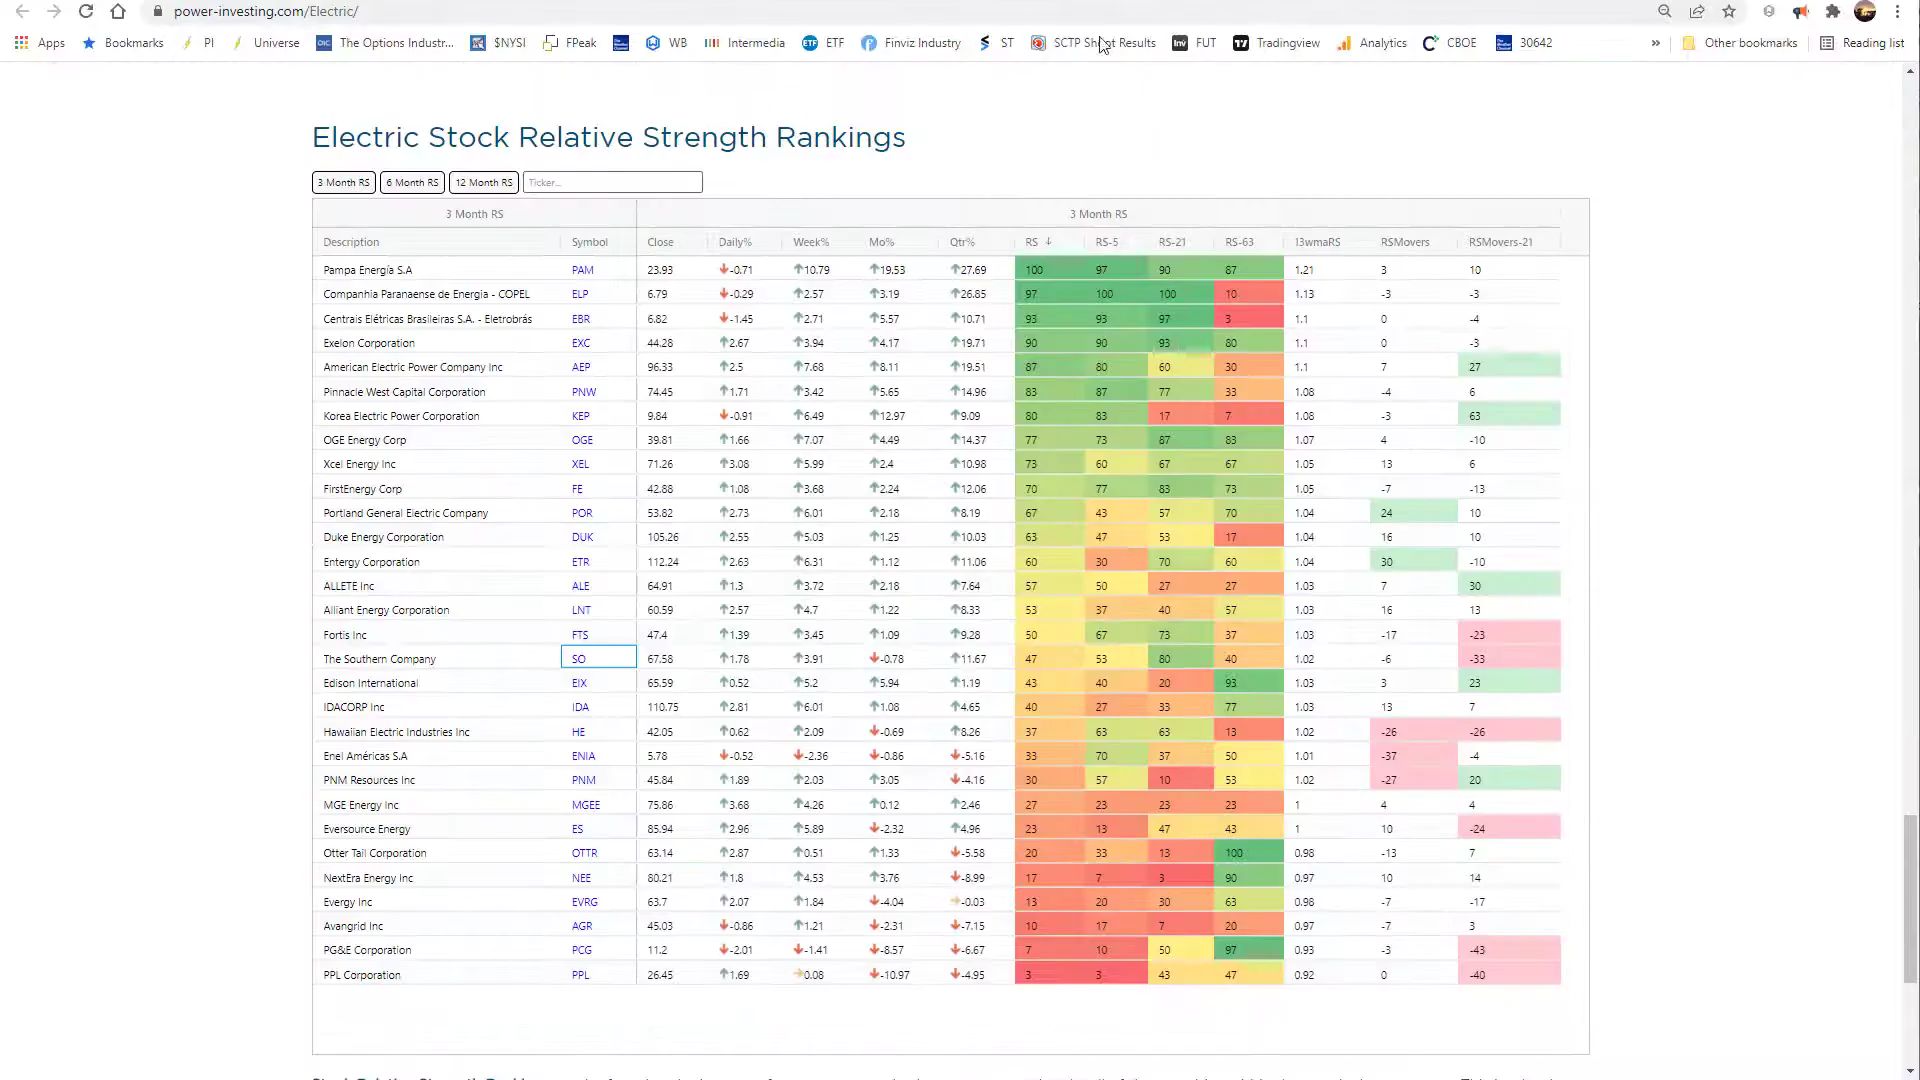 power-investing.com/Electric/
Apps Bookmarks PI Universe OIC The Options Industr... $NYSI FPeak WB Intermedia ETF ETF Finviz Industry ST Inv FUT Tradingview Analytics CBOE 30642 » Other bookmarks Reading list
Electric Stock Relative Strength Rankings
3 Month RS 6 Month RS 12 Month RS Ticker...
3 Month RS 3 Month RS
Description Symbol Close Daily% Week% Mo% Qtr% RS RS-5 RS-21 RS-63 13wmaRS RSMovers RSMovers-21
Pampa Energía S.A PAM 23.93 -0.71 10.79 19.53 27.69 100 97 90 87 1.21 3 10
Companhia Paranaense de Energia - COPEL ELP 6.79 -0.29 2.57 3.19 26.85 97 100 100 10 1.13 -3 -3
Centrais Elétricas Brasileiras S.A. - Eletrobrás EBR 6.82 -1.45 2.71 5.57 10.71 93 93 97 3 1.1 0 -4
Exelon Corporation EXC 44.28 2.67 3.94 4.17 19.71 90 90 93 80 1.1 0 -3
American Electric Power Company Inc AEP 96.33 2.5 7.68 8.11 19.51 87 80 60 30 1.1 7 27
Pinnacle West Capital Corporation PNW 74.45 1.71 3.42 5.65 14.96 83 87 77 33 1.08 -4 6
Korea Electric Power Corporation KEP 9.84 -0.91 6.49 12.97 9.09 80 83 17 7 1.08 -3 63
OGE Energy Corp OGE 39.81 1.66 7.07 4.49 14.37 77 73 87 83 1.07 4 -10
Xcel Energy Inc XEL 71.26 3.08 5.99 2.4 10.98 73 60 67 67 1.05 13 6
FirstEnergy Corp FE 42.88 1.08 3.68 2.24 12.06 70 77 83 73 1.05 -7 -13
Portland General Electric Company POR 53.82 2.73 6.01 2.18 8.19 67 43 57 70 1.04 24 10
Duke Energy Corporation DUK 105.26 2.55 5.03 1.25 10.03 63 47 53 17 1.04 16 10
Entergy Corporation ETR 112.24 2.63 6.31 1.12 11.06 60 30 70 60 1.04 30 -10
ALLETE Inc ALE 64.91 1.3 3.72 2.18 7.64 57 50 27 27 1.03 7 30
Alliant Energy Corporation LNT 60.59 2.57 4.7 1.22 8.33 53 37 40 57 1.03 16 13
Fortis Inc FTS 47.4 1.39 3.45 1.09 9.28 50 67 73 37 1.03 -17 -23
The Southern Company SO 67.58 1.78 3.91 -0.78 11.67 47 53 80 40 1.02 -6 -33
Edison International EIX 65.59 0.52 5.2 5.94 1.19 43 40 20 93 1.03 3 23
IDACORP Inc IDA 110.75 2.81 6.01 1.08 4.65 40 27 33 77 1.03 13 7
Hawaiian Electric Industries Inc HE 42.05 0.62 2.09 -0.69 8.26 37 63 63 13 1.02 -26 -26
Enel Américas S.A ENIA 5.78 -0.52 -2.36 -0.86 -5.16 33 70 37 50 1.01 -37 -4
PNM Resources Inc PNM 45.84 1.89 2.03 3.05 -4.16 30 57 10 53 1.02 -27 20
MGE Energy Inc MGEE 75.86 3.68 4.26 0.12 2.46 27 23 23 23 1 4 4
Eversource Energy ES 85.94 2.96 5.89 -2.32 4.96 23 13 47 43 1 10 -24
Otter Tail Corporation OTTR 63.14 2.87 0.51 1.33 -5.58 20 33 13 100 0.98 -13 7
NextEra Energy Inc NEE 80.21 1.8 4.53 3.76 -8.99 17 7 3 90 0.97 10 14
Evergy Inc EVRG 63.7 2.07 1.84 -4.04 -0.03 13 20 30 63 0.98 -7 -17
Avangrid Inc AGR 45.03 -0.86 1.21 -2.31 -7.15 10 17 7 20 0.97 -7 3
PG&E Corporation PCG 11.2 -2.01 -1.41 -8.57 -6.67 7 10 50 97 0.93 -3 -43
PPL Corporation PPL 26.45 1.69 0.08 -10.97 -4.95 3 3 43 47 0.92 0 -40